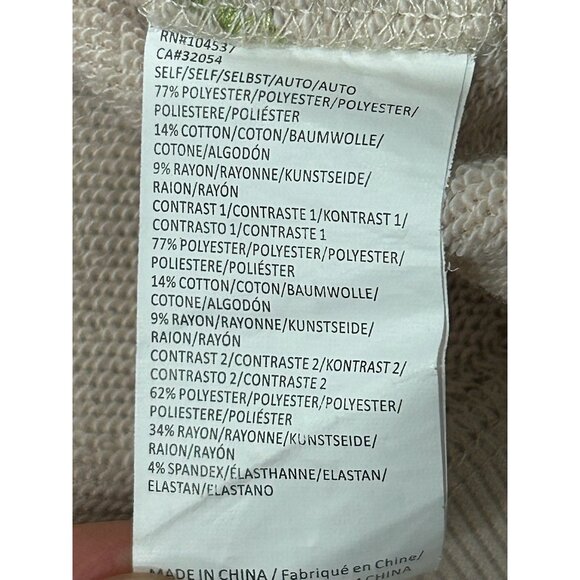 RN#104537
CA#32054
SELF/SELF/SELBST/AUTO/AUTO
77% POLYESTER/POLYESTER/POLYESTER/
POLIESTERE/POLIÉSTER
14% COTTON/COTON/BAUMWOLLE/
COTONE/ALGODÓN
9% RAYON/RAYONNE/KUNSTSEIDE/
RAION/RAYÓN
CONTRAST 1/CONTRASTE 1/KONTRAST 1/
CONTRASTO 1/CONTRASTE 1
77% POLYESTER/POLYESTER/POLYESTER/
POLIESTERE/POLIÉSTER
14% COTTON/COTON/BAUMWOLLE/
COTONE/ALGODÓN
9% RAYON/RAYONNE/KUNSTSEIDE/
RAION/RAYÓN
CONTRAST 2/CONTRASTE 2/KONTRAST 2/
CONTRASTO 2/CONTRASTE 2
62% POLYESTER/POLYESTER/POLYESTER/
POLIESTERE/POLIÉSTER
34% RAYON/RAYONNE/KUNSTSEIDE/
RAION/RAYÓN
4% SPANDEX/ÉLASTHANNE/ELASTAN/
ELASTAN/ELASTANO
MADE IN CHINA / Fabriqué en Chine/
CHINA